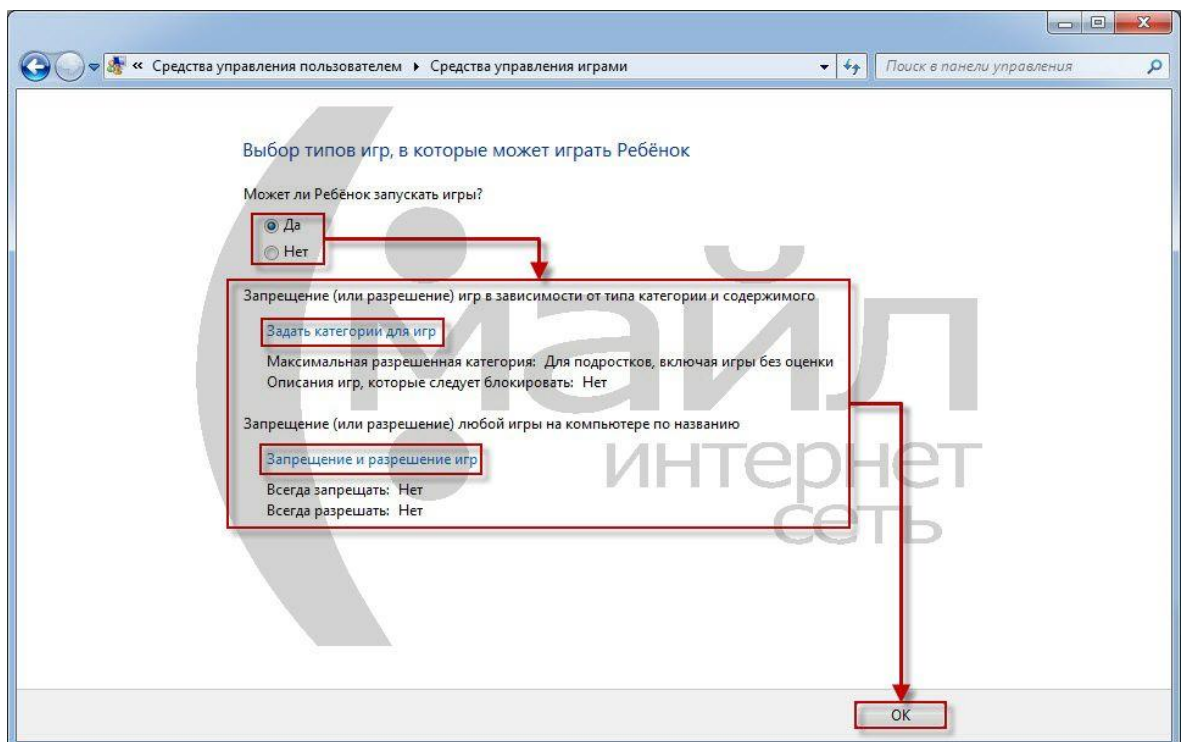 « Средства управления пользователем ▸ Средства управления играми
Поиск в панели управления
Выбор типов игр, в которые может играть Ребёнок
Может ли Ребёнок запускать игры?
Да
Нет
Запрещение (или разрешение) игр в зависимости от типа категории и содержимого
Задать категории для игр
Максимальная разрешенная категория: Для подростков, включая игры без оценки
Описания игр, которые следует блокировать: Нет
Запрещение (или разрешение) любой игры на компьютере по названию
Запрещение и разрешение игр
Всегда запрещать: Нет
Всегда разрешать: Нет
майл
интернет
сеть
OK